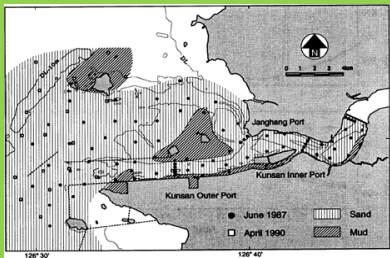 0 1 2 3 4km
Janghang Port
Kunsan Inner Port
Kunsan Outer Port
June 1987
Sand
April 1990
Mud
126° 30'
126° 40'